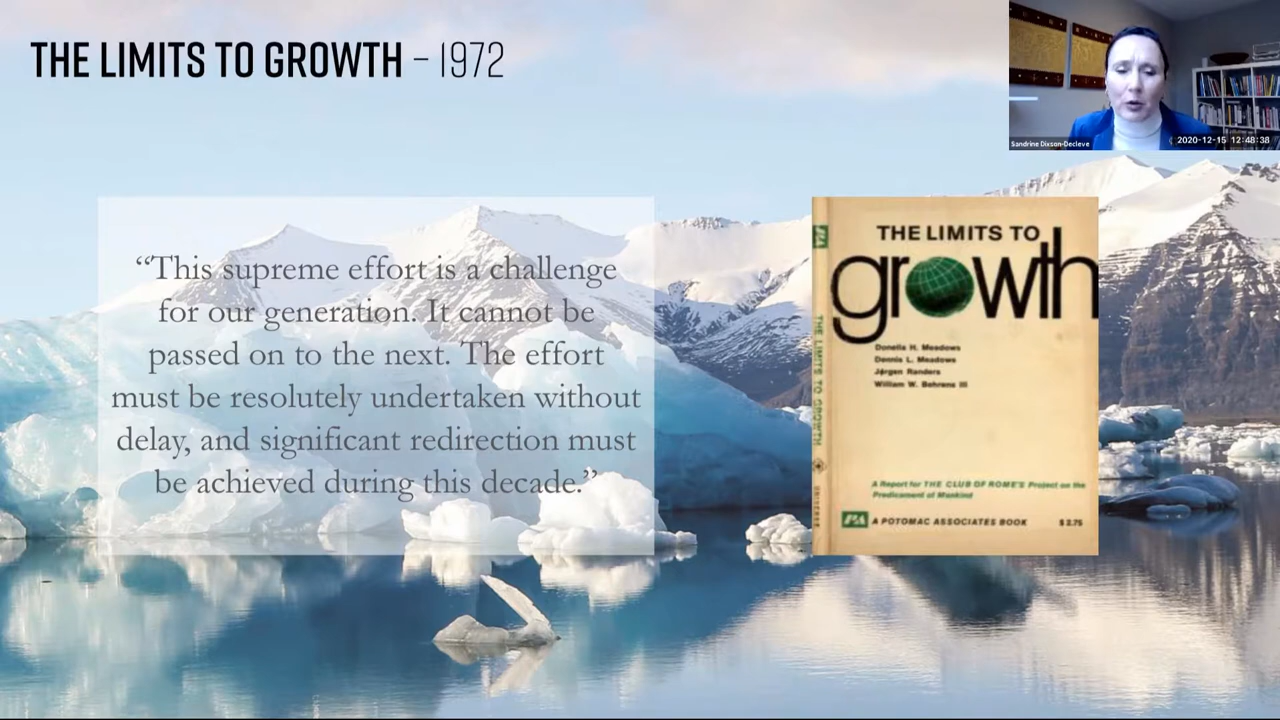 THE LIMITS TO GROWTH – 1972
Sandrine Dixson-Decleve
2020-12-15 12:48:38
“This supreme effort is a challenge
for our generation. It cannot be
passed on to the next. The effort
must be resolutely undertaken without
delay, and significant redirection must
be achieved during this decade.”
PA
THE LIMITS TO GROWTH
UNIVERSE
THE LIMITS TO
growth
Donella H. Meadows
Dennis L. Meadows
Jørgen Randers
William W. Behrens III
A Report for THE CLUB OF ROME'S Project on the
Predicament of Mankind
PA A POTOMAC ASSOCIATES BOOK $2.75